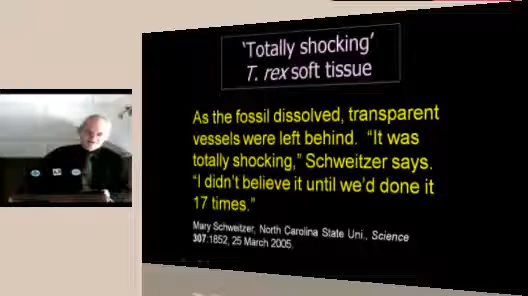 ‘Totally shocking’
T. rex soft tissue
As the fossil dissolved, transparent
vessels were left behind. “It was
totally shocking,” Schweitzer says.
“I didn’t believe it until we’d done it
17 times.”
Mary Schweitzer, North Carolina State Uni., Science
307:1852, 25 March 2005.